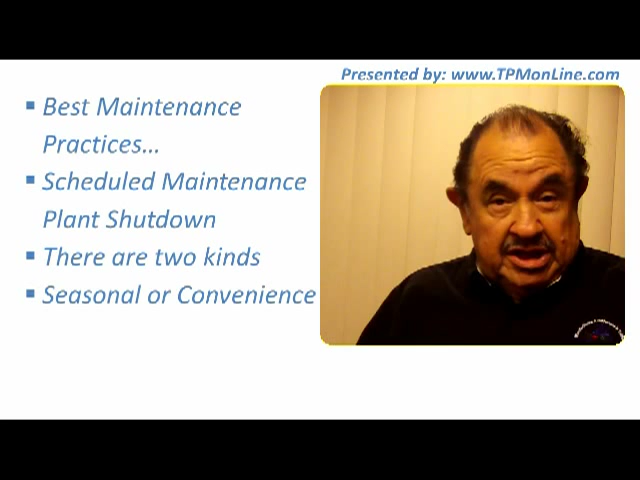 Presented by: www.TPMonLine.com
▪ Best Maintenance
Practices...
▪ Scheduled Maintenance
Plant Shutdown
▪ There are two kinds
▪ Seasonal or Convenience